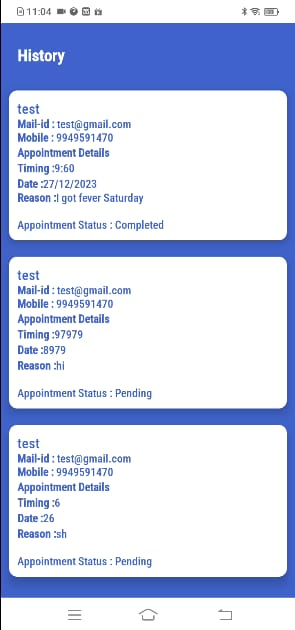 11:04
History
test
Mail-id : test@gmail.com
Mobile : 9949591470
Appointment Details
Timing :9:60
Date :27/12/2023
Reason :I got fever Saturday
Appointment Status : Completed
test
Mail-id : test@gmail.com
Mobile : 9949591470
Appointment Details
Timing :97979
Date :8979
Reason :hi
Appointment Status : Pending
test
Mail-id : test@gmail.com
Mobile : 9949591470
Appointment Details
Timing :6
Date :26
Reason :sh
Appointment Status : Pending